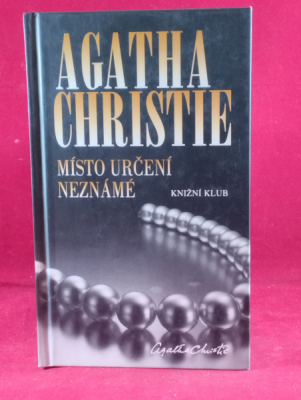 AGATHA
CHRISTIE
MÍSTO URČENÍ
NEZNÁMÉ
KNIŽNÍ KLUB
Agatha Christie